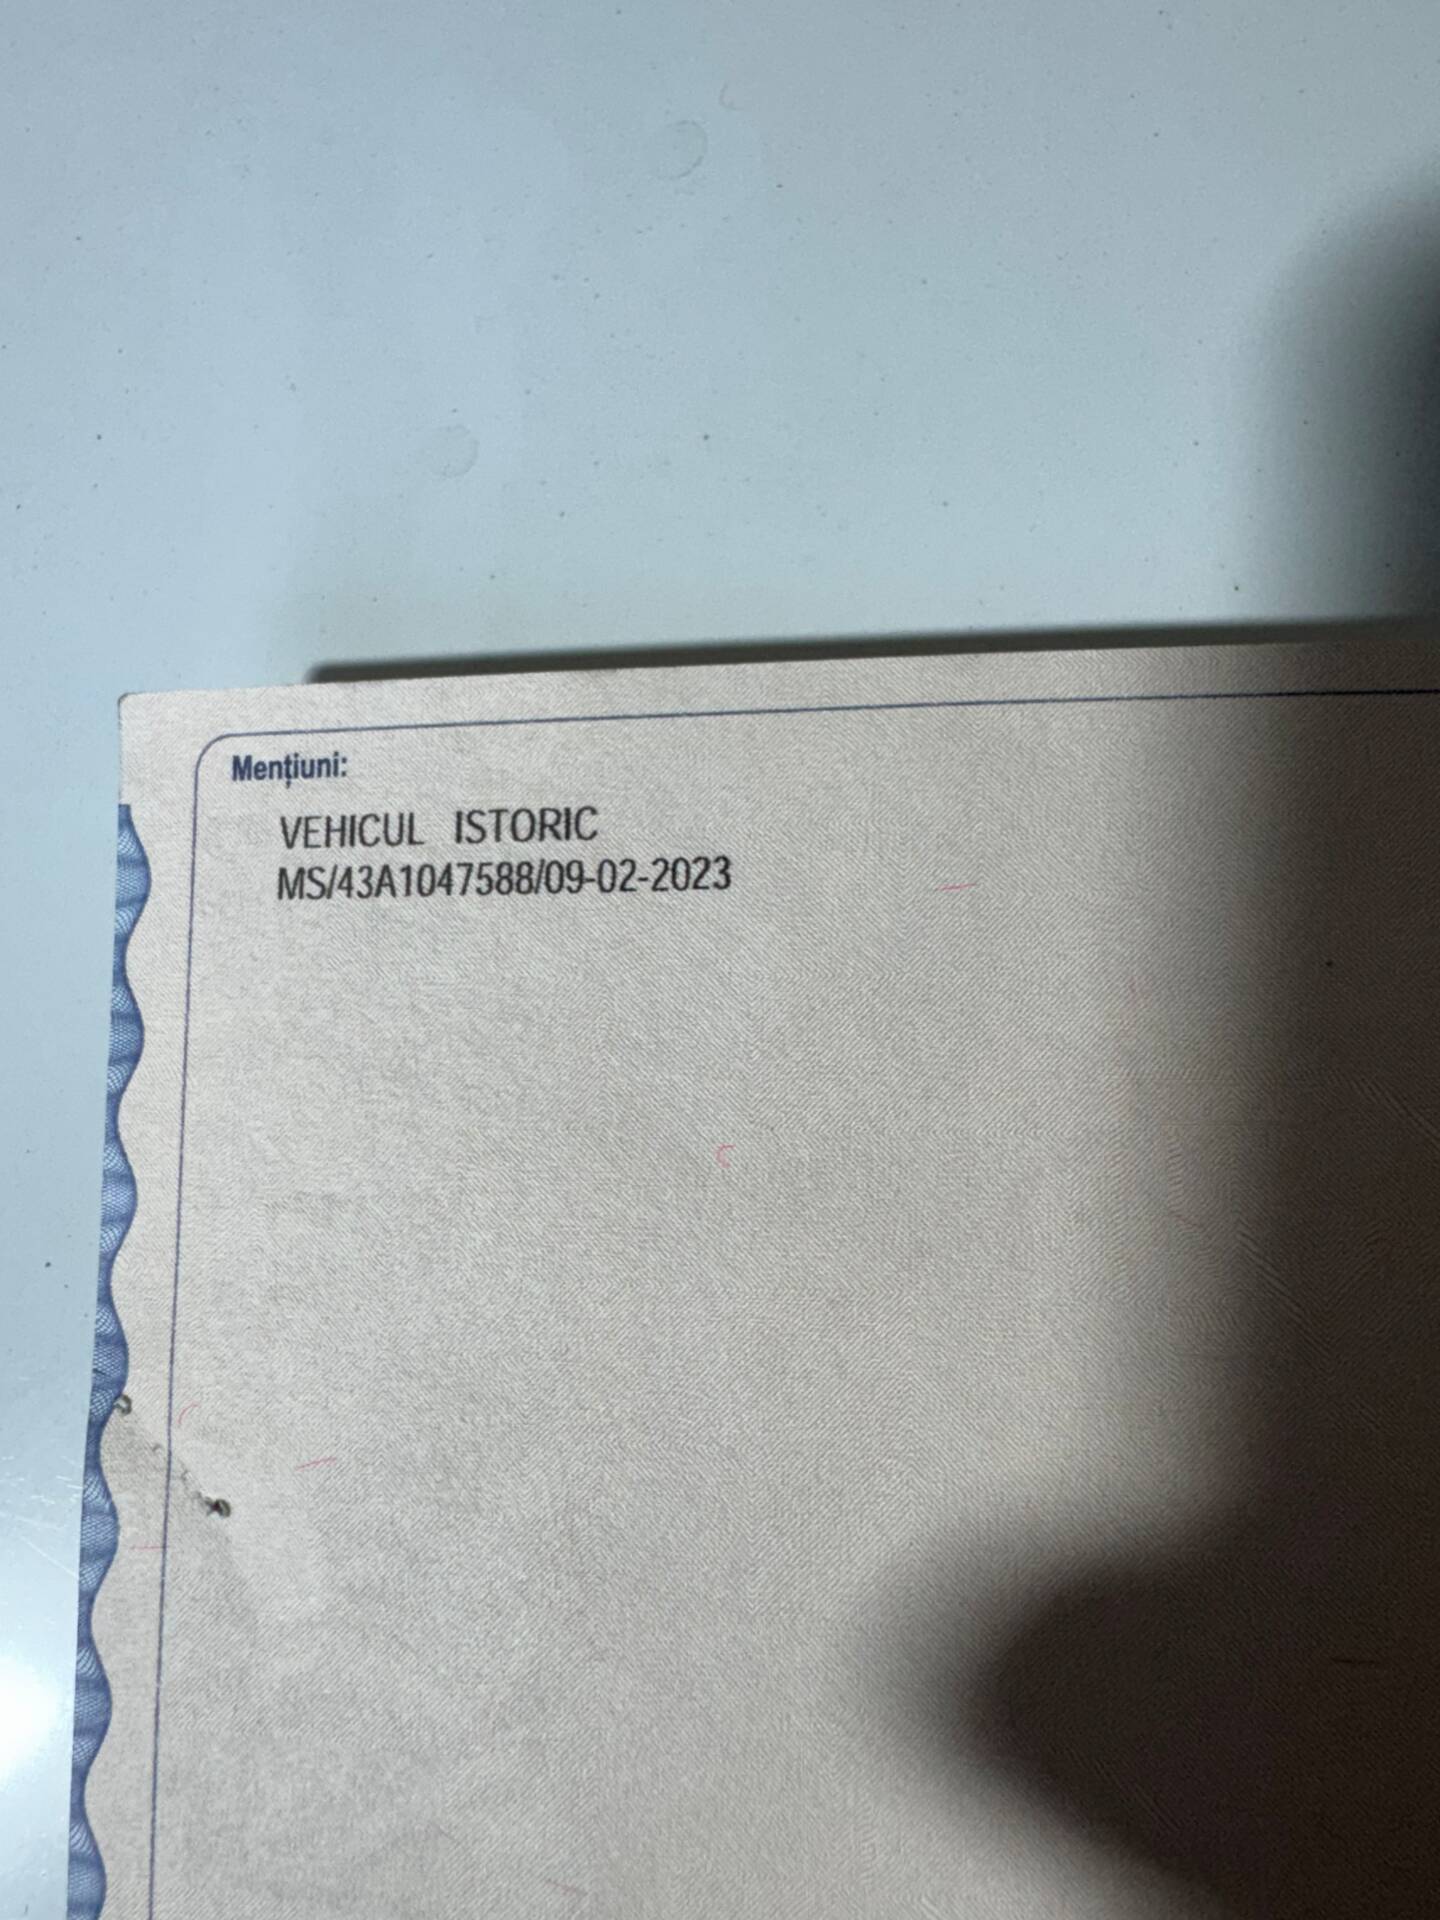 Mențiuni:
VEHICUL ISTORIC
MS/43A1047588/09-02-2023